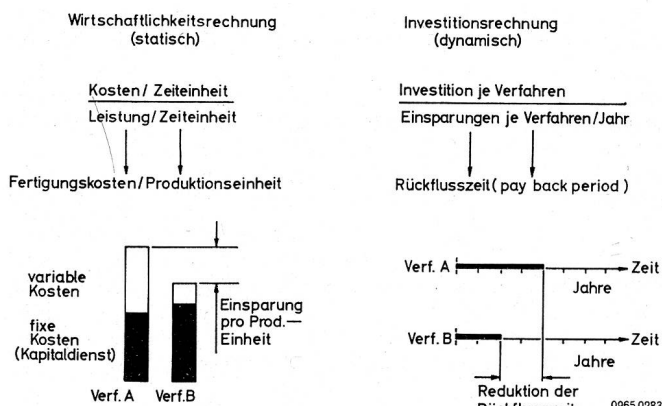 Wirtschaftlichkeitsrechnung
(statisch)
Kosten/ Zeiteinheit
Leistung/Zeiteinheit
Fertigungskosten/Produktionseinheit
variable
Kosten
fixe
Kosten
(Kapitaldienst)
Einsparung
pro Prod.—
Einheit
Verf. A
Verf.B
Investitionsrechnung
(dynamisch)
Investition je Verfahren
Einsparungen je Verfahren/Jahr
Rückflusszeit( pay back period )
Verf. A
Zeit
Jahre
Verf. B
Zeit
Jahre
Reduktion der
0965 0283